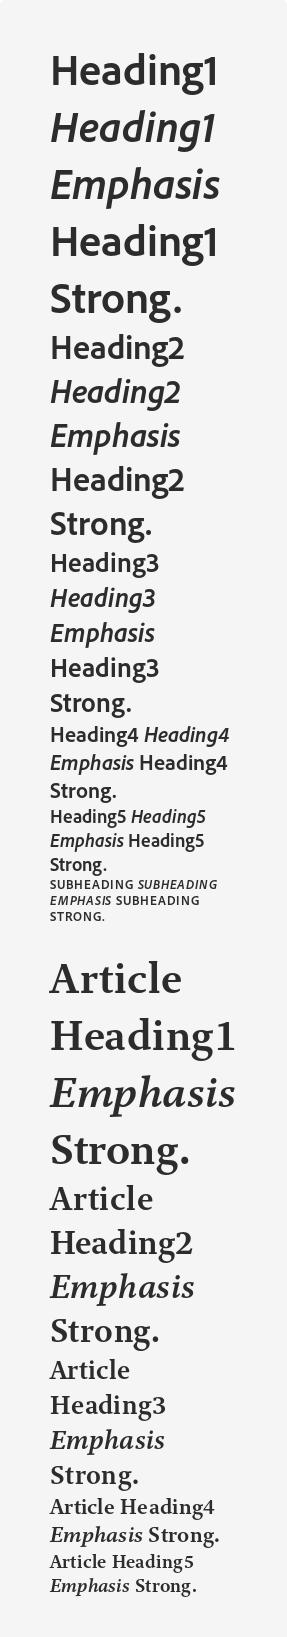 Heading1
Heading1
Emphasis
Heading1
Strong.
Heading2
Heading2
Emphasis
Heading2
Strong.
Heading3
Heading3
Emphasis
Heading3
Strong.
Heading4 Heading4
Emphasis Heading4
Strong.
Heading5 Heading5
Emphasis Heading5
Strong.
SUBHEADING SUBHEADING
EMPHASIS SUBHEADING
STRONG.
Article
Heading1
Emphasis
Strong.
Article
Heading2
Emphasis
Strong.
Article
Heading3
Emphasis
Strong.
Article Heading4
Emphasis Strong.
Article Heading5
Emphasis Strong.